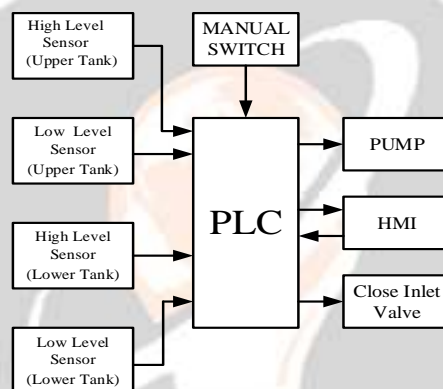 High Level
Sensor
(Upper Tank)
MANUAL
SWITCH
Low Level
Sensor
(Upper Tank)
PLC
PUMP
HMI
High Level
Sensor
(Lower Tank)
Close Inlet
Valve
Low Level
Sensor
(Lower Tank)